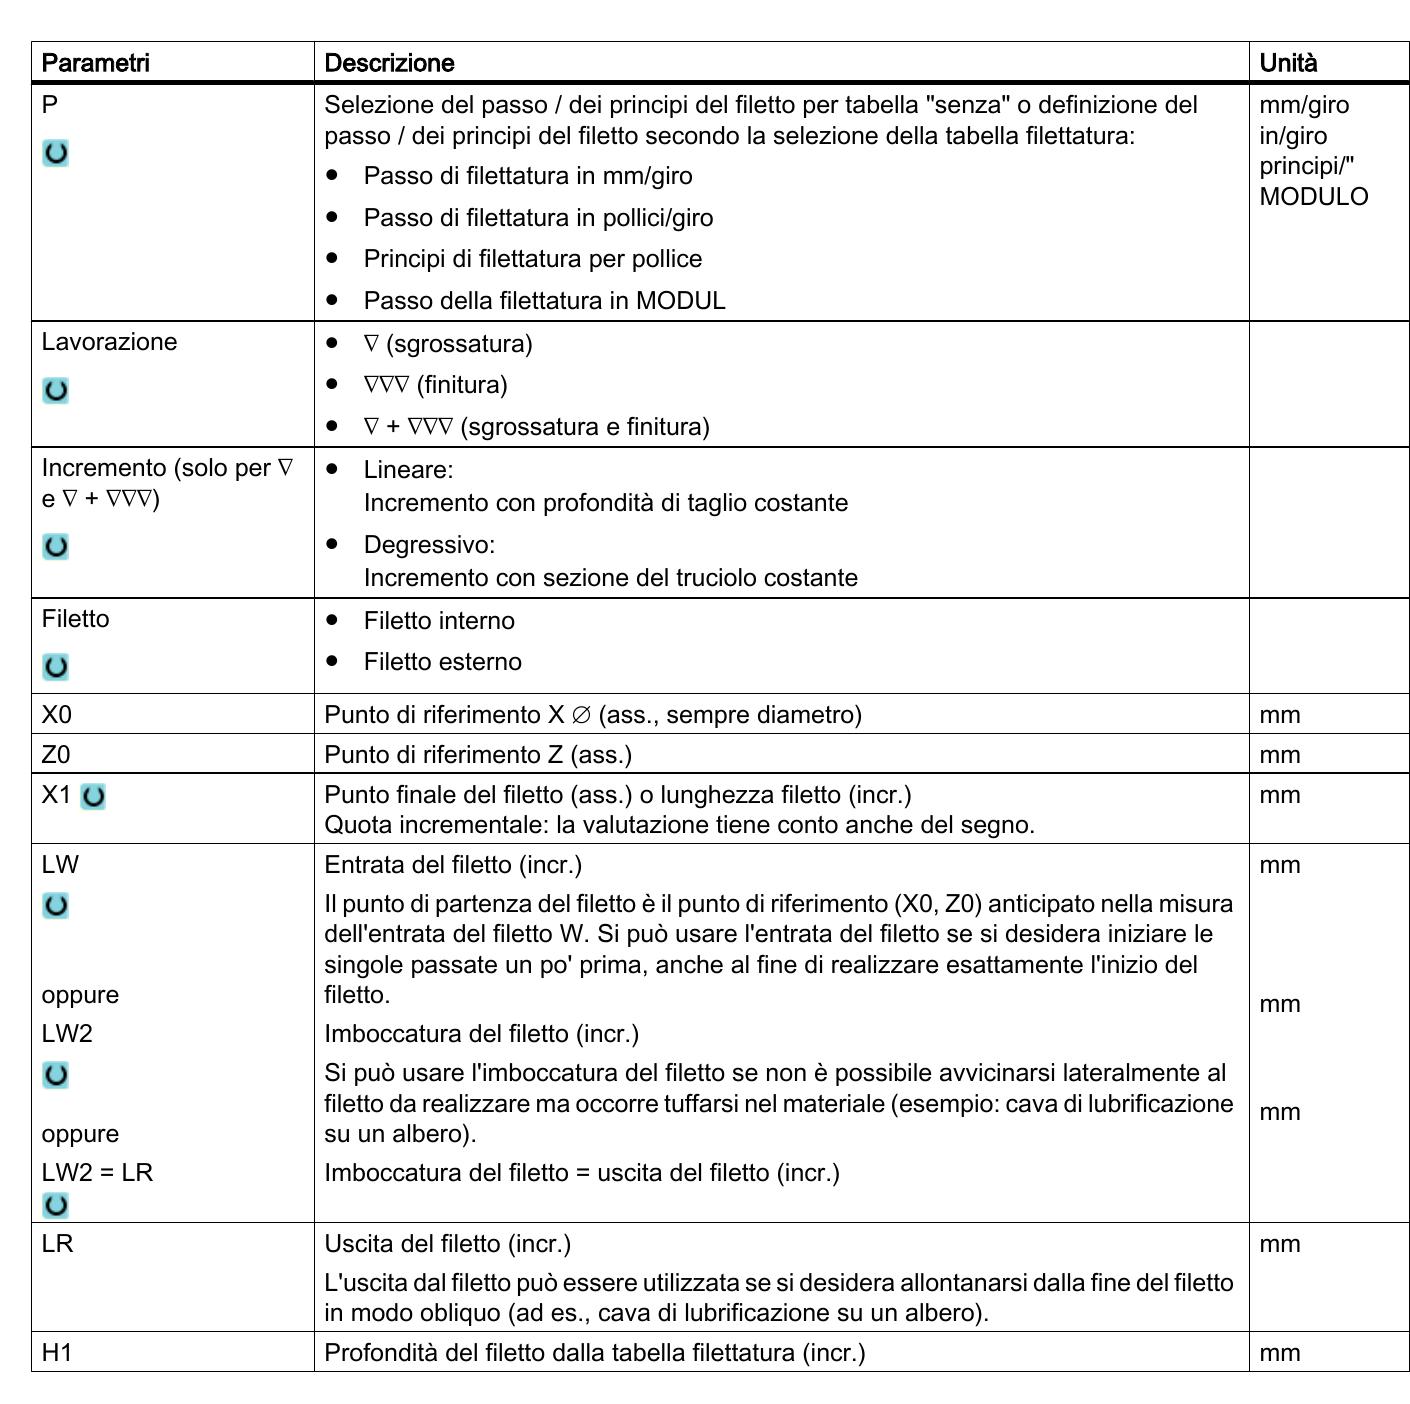 Parametri Descrizione Unità
P
Selezione del passo / dei principi del filetto per tabella "senza" o definizione del
passo / dei principi del filetto secondo la selezione della tabella filettatura:
● Passo di filettatura in mm/giro
● Passo di filettatura in pollici/giro
● Principi di filettatura per pollice
● Passo della filettatura in MODUL
mm/giro
in/giro
principi/"
MODULO
Lavorazione
● ∇ (sgrossatura)
● ∇∇∇ (finitura)
● ∇ + ∇∇∇ (sgrossatura e finitura)
Incremento (solo per ∇
e ∇ + ∇∇∇)
● Lineare:
Incremento con profondità di taglio costante
● Degressivo:
Incremento con sezione del truciolo costante
Filetto
● Filetto interno
● Filetto esterno
X0 Punto di riferimento X ∅ (ass., sempre diametro) mm
Z0 Punto di riferimento Z (ass.) mm
X1 Punto finale del filetto (ass.) o lunghezza filetto (incr.) mm
Quota incrementale: la valutazione tiene conto anche del segno.
LW Entrata del filetto (incr.) mm
Il punto di partenza del filetto è il punto di riferimento (X0, Z0) anticipato nella misura
dell'entrata del filetto W. Si può usare l'entrata del filetto se si desidera iniziare le
singole passate un po' prima, anche al fine di realizzare esattamente l'inizio del
oppure filetto. mm
LW2 Imboccatura del filetto (incr.)
Si può usare l'imboccatura del filetto se non è possibile avvicinarsi lateralmente al
filetto da realizzare ma occorre tuffarsi nel materiale (esempio: cava di lubrificazione mm
oppure su un albero).
LW2 = LR Imboccatura del filetto = uscita del filetto (incr.)
LR Uscita del filetto (incr.) mm
L'uscita dal filetto può essere utilizzata se si desidera allontanarsi dalla fine del filetto
in modo obliquo (ad es., cava di lubrificazione su un albero).
H1 Profondità del filetto dalla tabella filettatura (incr.) mm